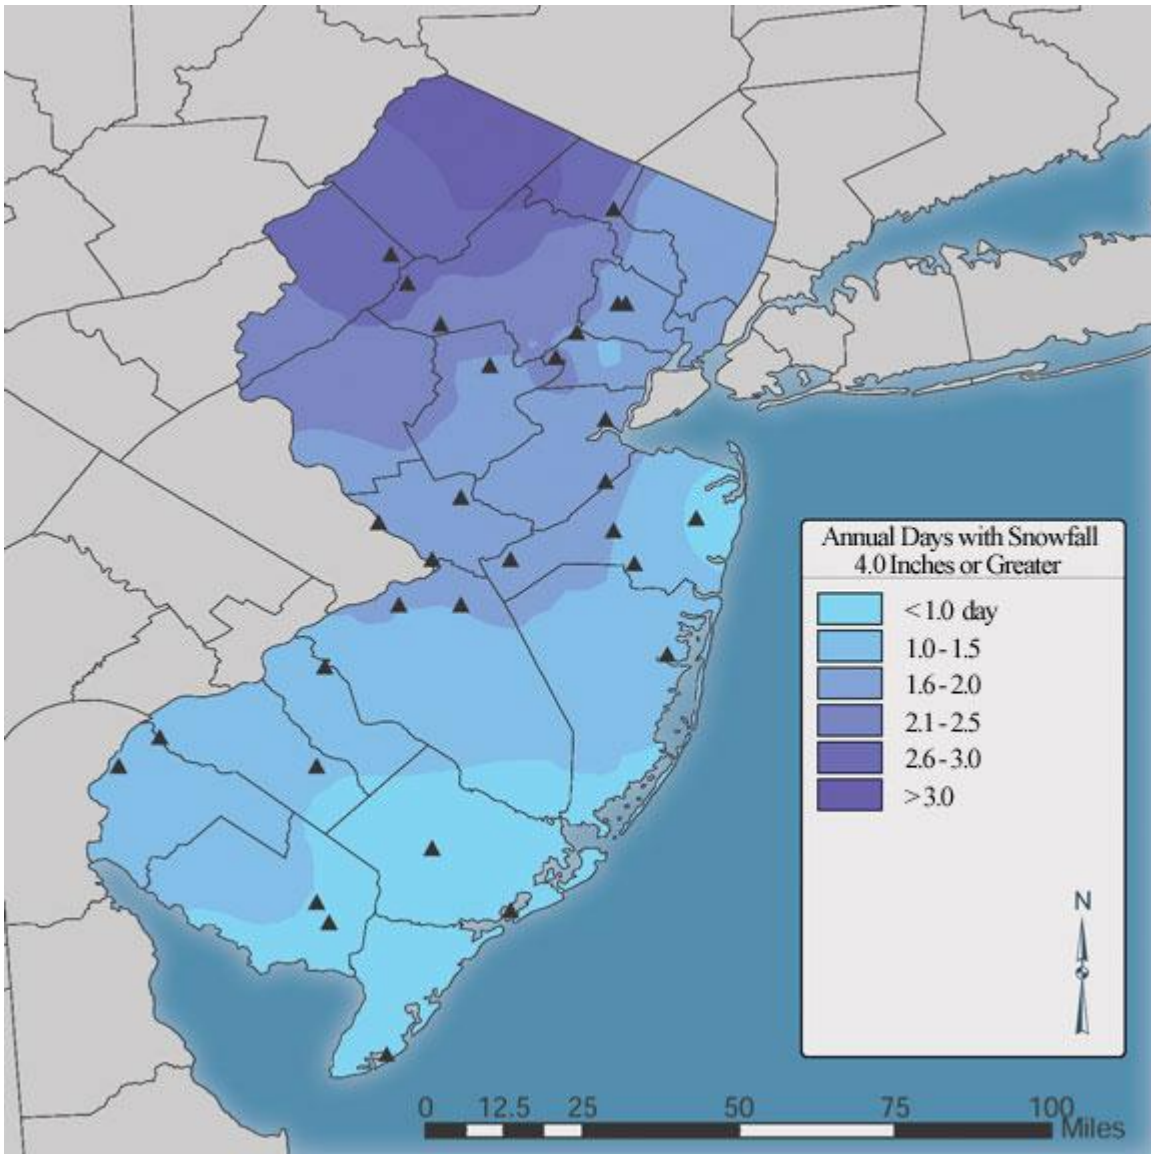 Annual Days with Snowfall
4.0 Inches or Greater
< 1.0 day
1.0 - 1.5
1.6 - 2.0
2.1 - 2.5
2.6 - 3.0
> 3.0
N
0 12.5 25 50 75 100
Miles